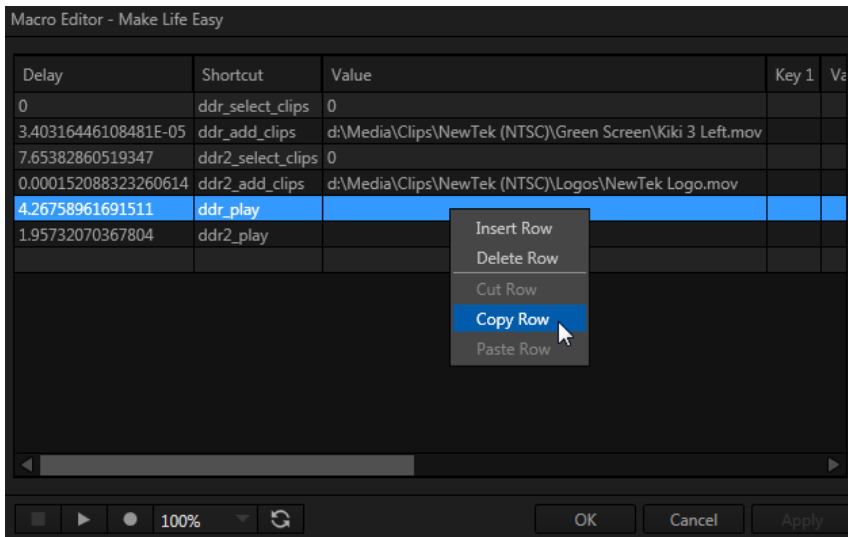 Macro Editor - Make Life Easy
Delay Shortcut Value Key 1 Va
0 ddr_select_clips 0
3.40316446108481E-05 ddr_add_clips d:\Media\Clips\NewTek (NTSC)\Green Screen\Kiki 3 Left.mov
7.65382860519347 ddr2_select_clips 0
0.000152088323260614 ddr2_add_clips d:\Media\Clips\NewTek (NTSC)\Logos\NewTek Logo.mov
4.26758961691511 ddr_play
1.95732070367804 ddr2_play
Insert Row
Delete Row
Cut Row
Copy Row
Paste Row
100% OK Cancel Apply